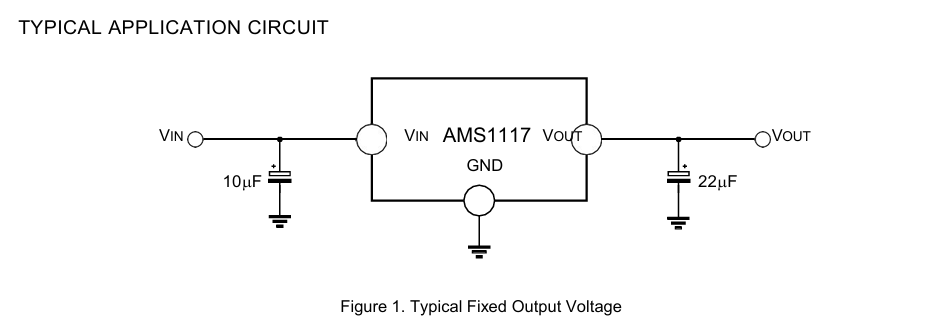 TYPICAL APPLICATION CIRCUIT
VIN VIN AMS1117 VOUT VOUT
GND
+ +
10μF 22μF
Figure 1. Typical Fixed Output Voltage